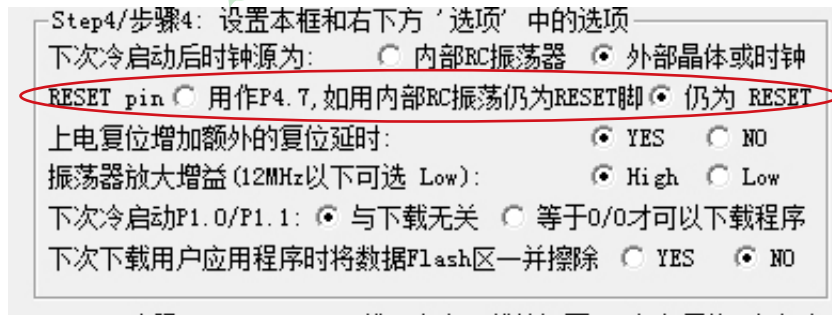 Step4/步骤4: 设置本框和右下方 '选项' 中的选项
下次冷启动后时钟源为: 内部RC振荡器 外部晶体或时钟
RESET pin 用作P4.7,如用内部RC振荡仍为RESET脚 仍为 RESET
上电复位增加额外的复位延时: YES NO
振荡器放大增益(12MHz以下可选 Low): High Low
下次冷启动P1.0/P1.1: 与下载无关 等于0/0才可以下载程序
下次下载用户应用程序时将数据Flash区一并擦除 YES NO